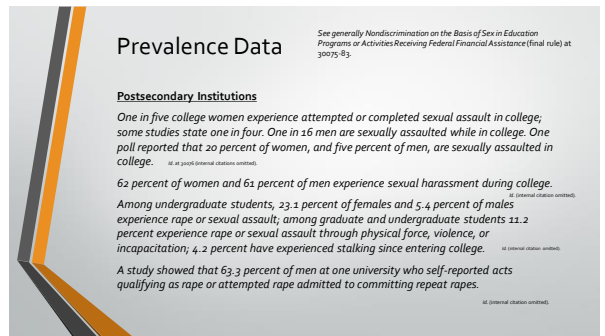 Prevalence Data
See generally Nondiscrimination on the Basis of Sex in Education
Programs or Activities Receiving Federal Financial Assistance (final rule) at
30075-83.
Postsecondary Institutions
One in five college women experience attempted or completed sexual assault in college;
some studies state one in four. One in 16 men are sexually assaulted while in college. One
poll reported that 20 percent of women, and five percent of men, are sexually assaulted in
college. Id. at 30076 (internal citations omitted).
62 percent of women and 61 percent of men experience sexual harassment during college.
Id. (internal citation omitted).
Among undergraduate students, 23.1 percent of females and 5.4 percent of males
experience rape or sexual assault; among graduate and undergraduate students 11.2
percent experience rape or sexual assault through physical force, violence, or
incapacitation; 4.2 percent have experienced stalking since entering college. Id. (internal citation omitted).
A study showed that 63.3 percent of men at one university who self-reported acts
qualifying as rape or attempted rape admitted to committing repeat rapes.
Id. (internal citation omitted).